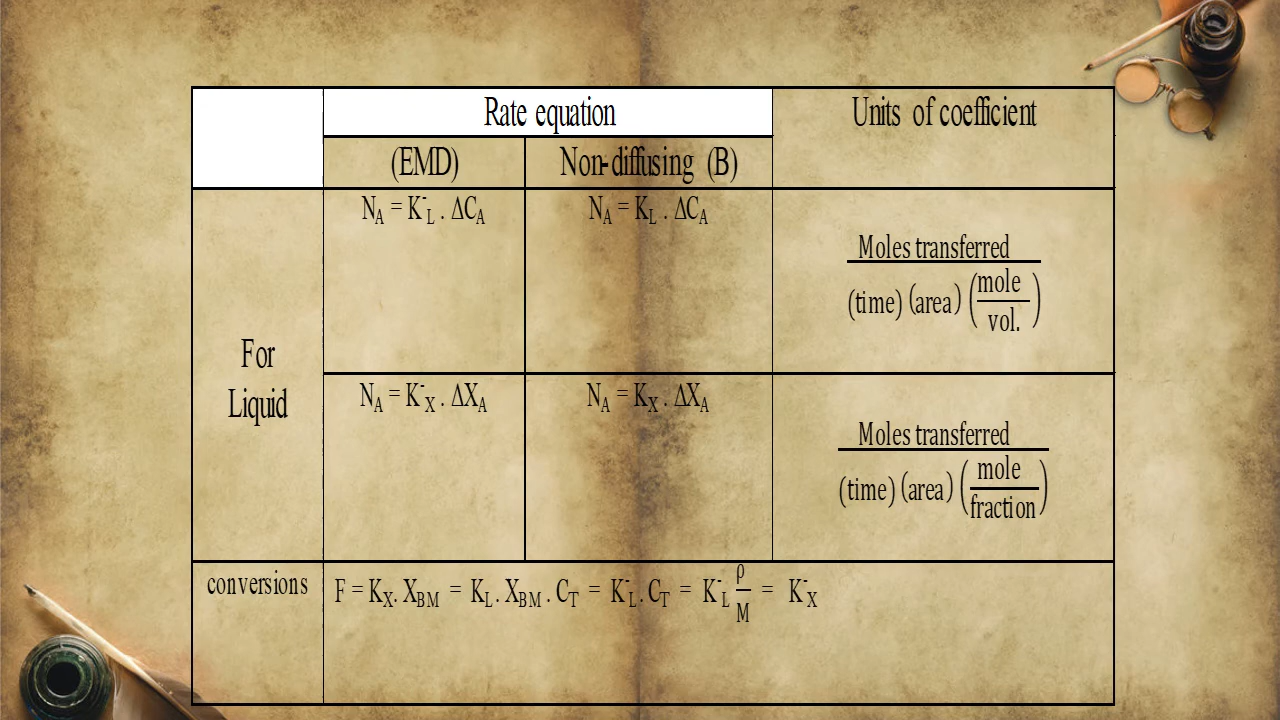 Rate equation Units of coefficient
(EMD) Non-diffusing (B)
For
Liquid
N_A = K^-_L . ΔC_A
N_A = K_L . ΔC_A
Moles transferred
(time) (area) (mole
vol.)
N_A = K^-_X . ΔX_A
N_A = K_X . ΔX_A
Moles transferred
(time) (area) (mole
fraction)
conversions
F = K_X . X_BM = K_L . X_BM . C_T = K^-_L . C_T = K^-_L ρ/M = K^-_X